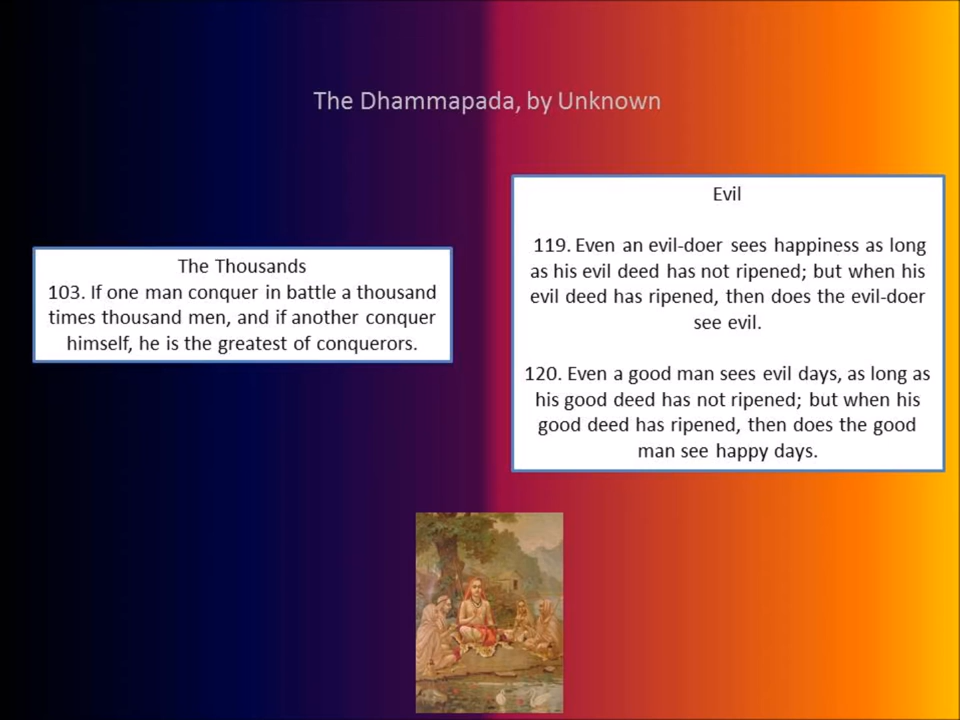 The Dhammapada, by Unknown
The Thousands
103. If one man conquer in battle a thousand
times thousand men, and if another conquer
himself, he is the greatest of conquerors.
Evil
119. Even an evil-doer sees happiness as long
as his evil deed has not ripened; but when his
evil deed has ripened, then does the evil-doer
see evil.
120. Even a good man sees evil days, as long as
his good deed has not ripened; but when his
good deed has ripened, then does the good
man see happy days.